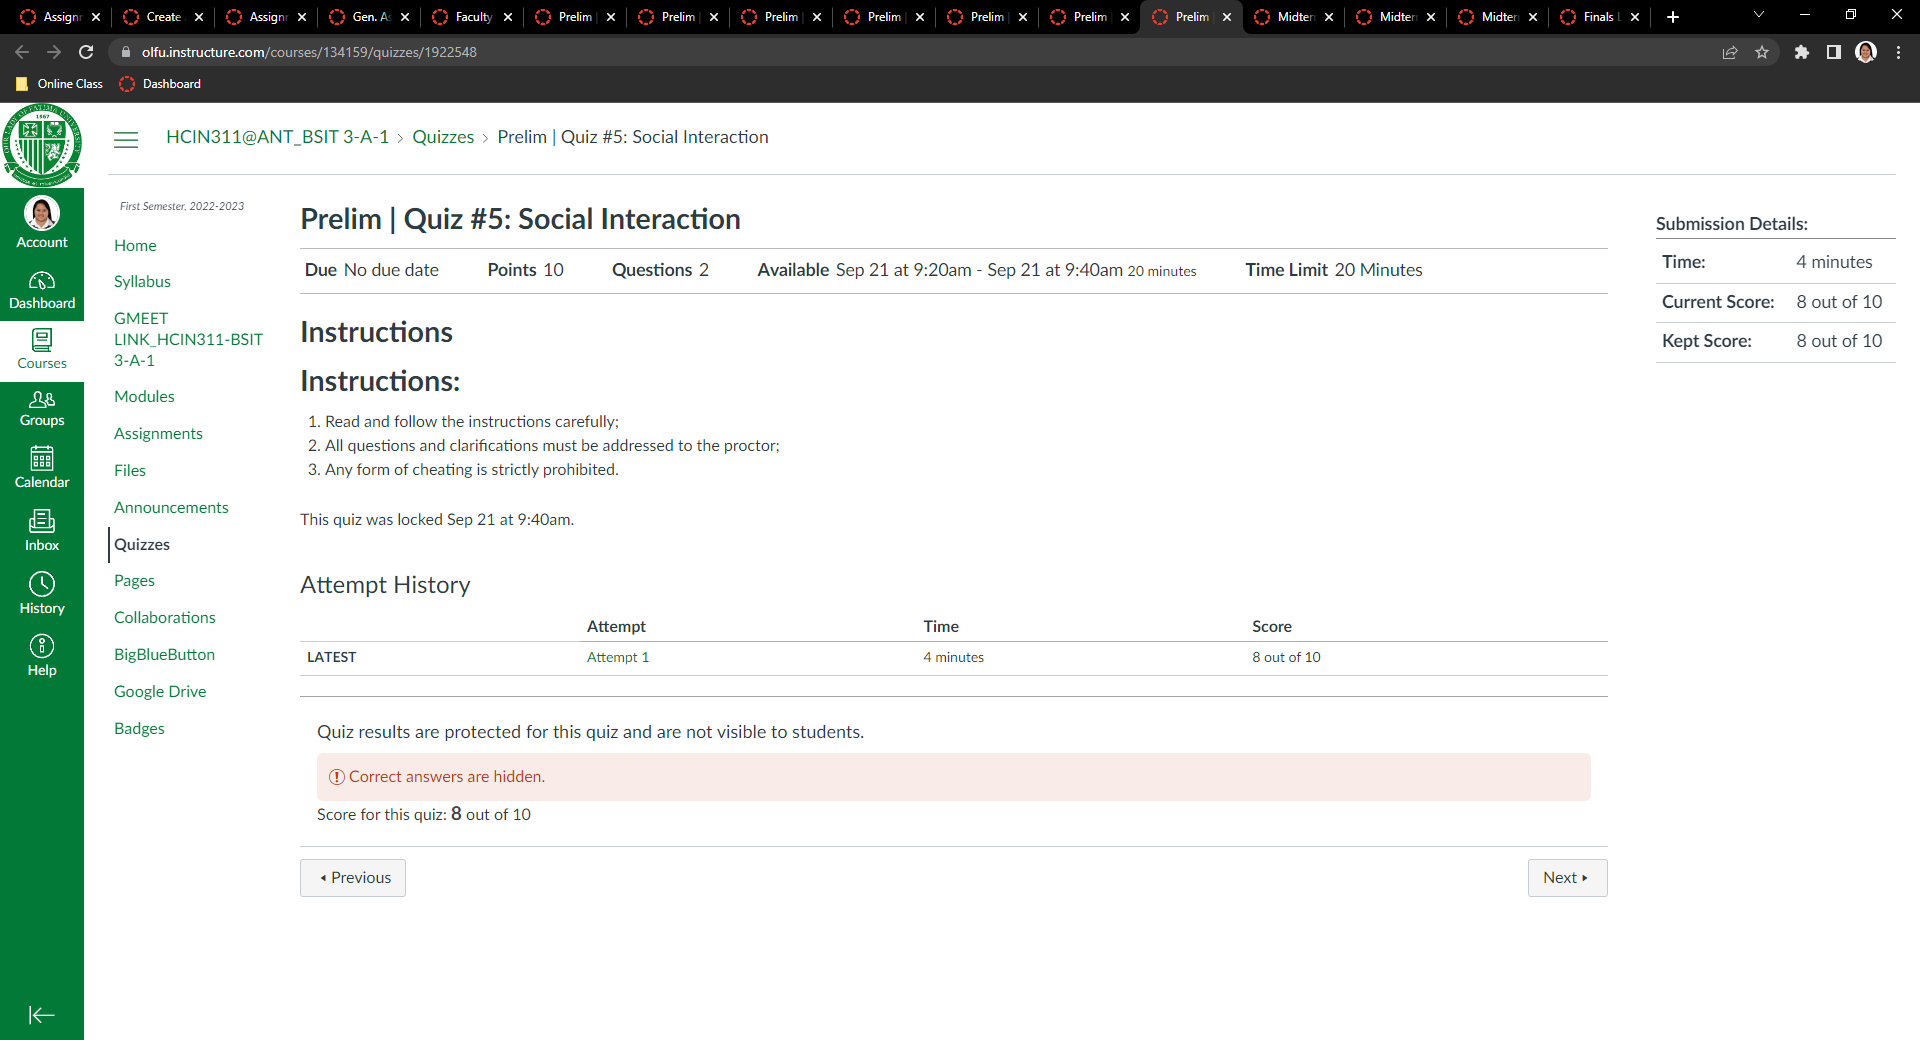 Assignn
Create
Assignn
Gen. As
Faculty
Prelim |
Prelim |
Prelim |
Prelim |
Prelim |
Prelim |
Prelim |
Midterm
Midterm
Midterm
Finals L
olfu.instructure.com/courses/134159/quizzes/1922548
Online Class
Dashboard
1967
HCIN311@ANT_BSIT 3-A-1 › Quizzes › Prelim | Quiz #5: Social Interaction
Account
Dashboard
Courses
Groups
Calendar
Inbox
History
Help
First Semester, 2022-2023
Home
Syllabus
GMEET
LINK_HCIN311-BSIT
3-A-1
Modules
Assignments
Files
Announcements
Quizzes
Pages
Collaborations
BigBlueButton
Google Drive
Badges
Prelim | Quiz #5: Social Interaction
Due No due date Points 10 Questions 2 Available Sep 21 at 9:20am - Sep 21 at 9:40am 20 minutes Time Limit 20 Minutes
Instructions
Instructions:
1. Read and follow the instructions carefully;
2. All questions and clarifications must be addressed to the proctor;
3. Any form of cheating is strictly prohibited.
This quiz was locked Sep 21 at 9:40am.
Attempt History
Attempt Time Score
LATEST Attempt 1 4 minutes 8 out of 10
Quiz results are protected for this quiz and are not visible to students.
Correct answers are hidden.
Score for this quiz: 8 out of 10
Previous
Next
Submission Details:
Time: 4 minutes
Current Score: 8 out of 10
Kept Score: 8 out of 10